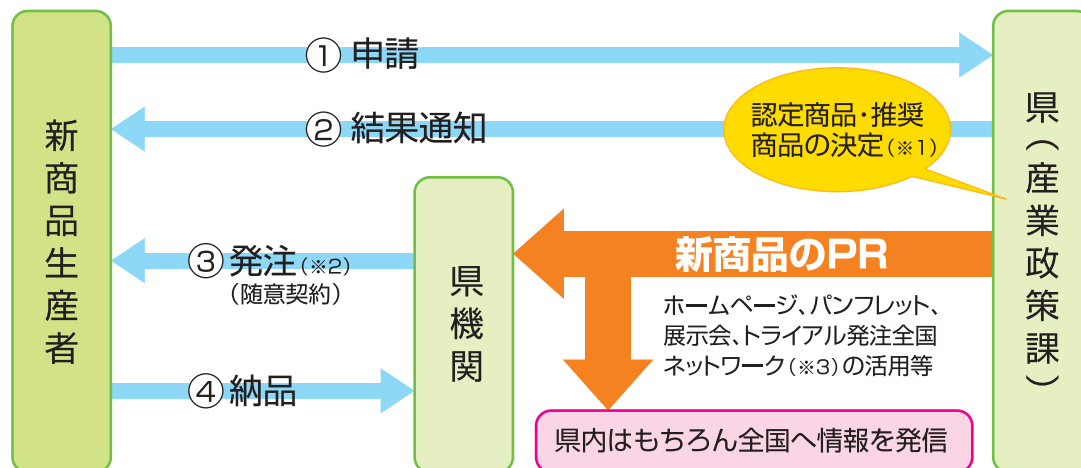 新商品生産者
① 申請
② 結果通知
認定商品・推奨
商品の決定(※1)
県(産業政策課)
③ 発注(※2)
(随意契約)
県機関
新商品のPR
ホームページ、パンフレット、
展示会、トライアル発注全国
ネットワーク(※3)の活用等
④ 納品
県内はもちろん全国へ情報を発信